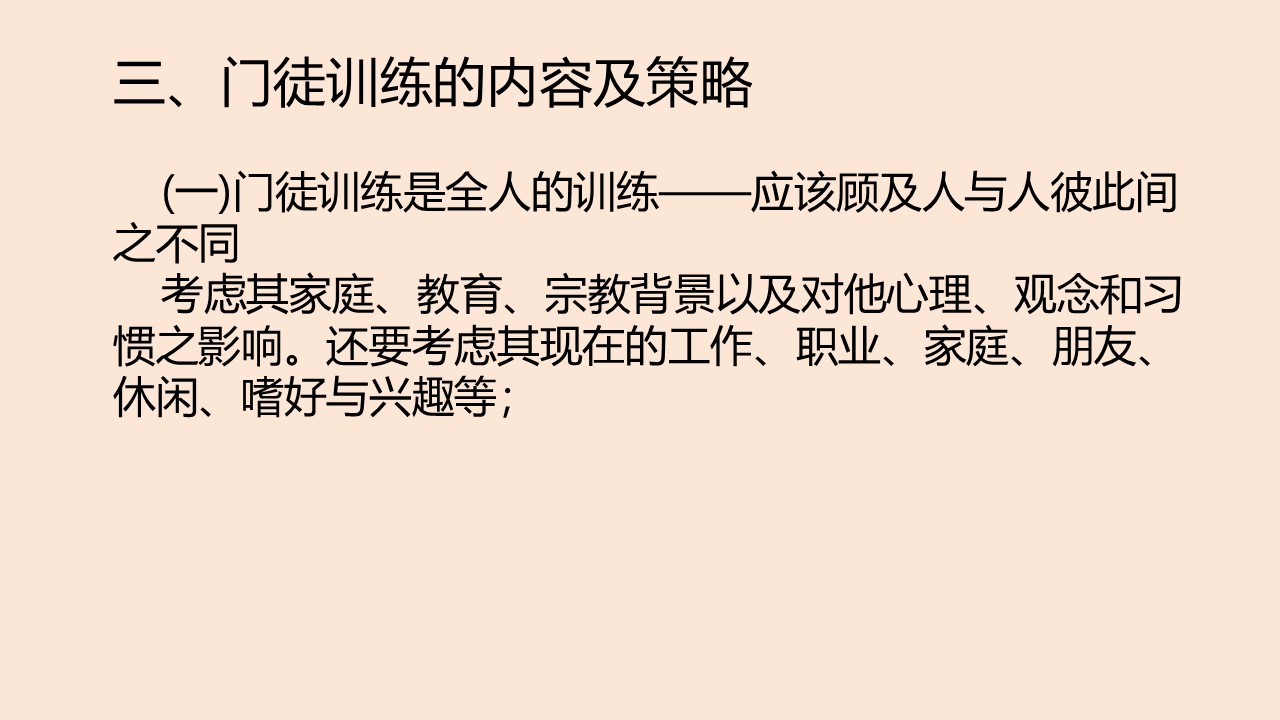 三、门徒训练的内容及策略
(一)门徒训练是全人的训练——应该顾及人与人彼此间
之不同
考虑其家庭、教育、宗教背景以及对他心理、观念和习
惯之影响。还要考虑其现在的工作、职业、家庭、朋友、
休闲、嗜好与兴趣等；